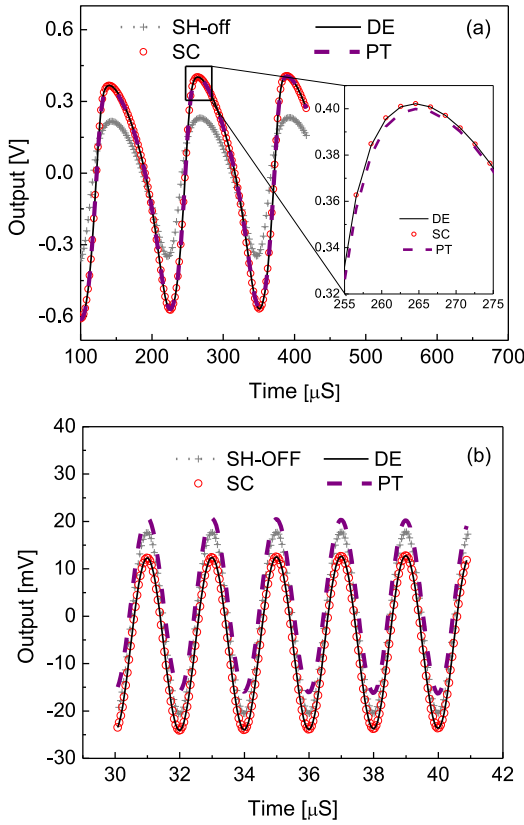 SH-off DE (a)
SC PT
Output [V]
0.6
0.3
0.0
-0.3
-0.6
100 200 300 400 500 600 700
Time [μS]
0.40
0.38
0.36
0.34
0.32
DE
SC
PT
255 260 265 270 275
SH-OFF DE (b)
SC PT
Output [mV]
40
30
20
10
0
-10
-20
-30
30 32 34 36 38 40 42
Time [μS]